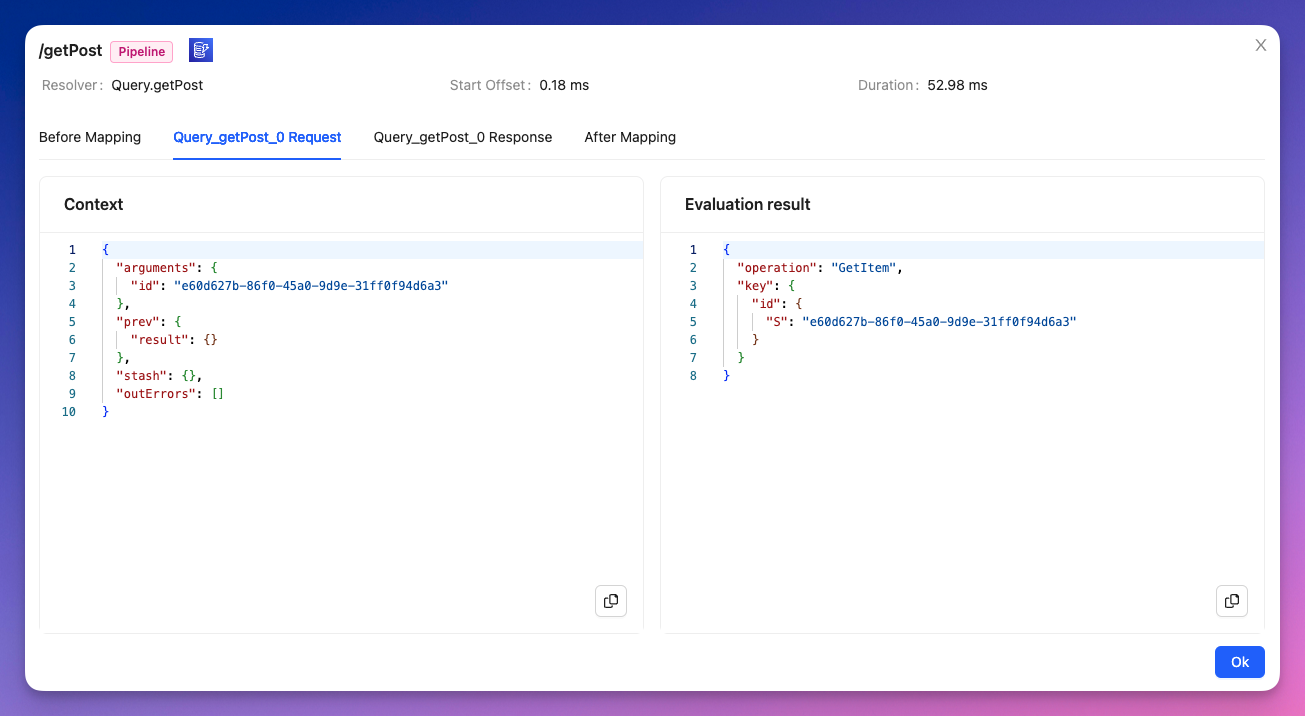 /getPost Pipeline X
Resolver: Query.getPost Start Offset: 0.18 ms Duration: 52.98 ms
Before Mapping Query_getPost_0 Request Query_getPost_0 Response After Mapping
Context
1 {
2 "arguments": {
3 "id": "e60d627b-86f0-45a0-9d9e-31ff0f94d6a3"
4 },
5 "prev": {
6 "result": {}
7 },
8 "stash": {},
9 "outErrors": []
10 }
Evaluation result
1 {
2 "operation": "GetItem",
3 "key": {
4 "id": {
5 "S": "e60d627b-86f0-45a0-9d9e-31ff0f94d6a3"
6 }
7 }
8 }
Ok